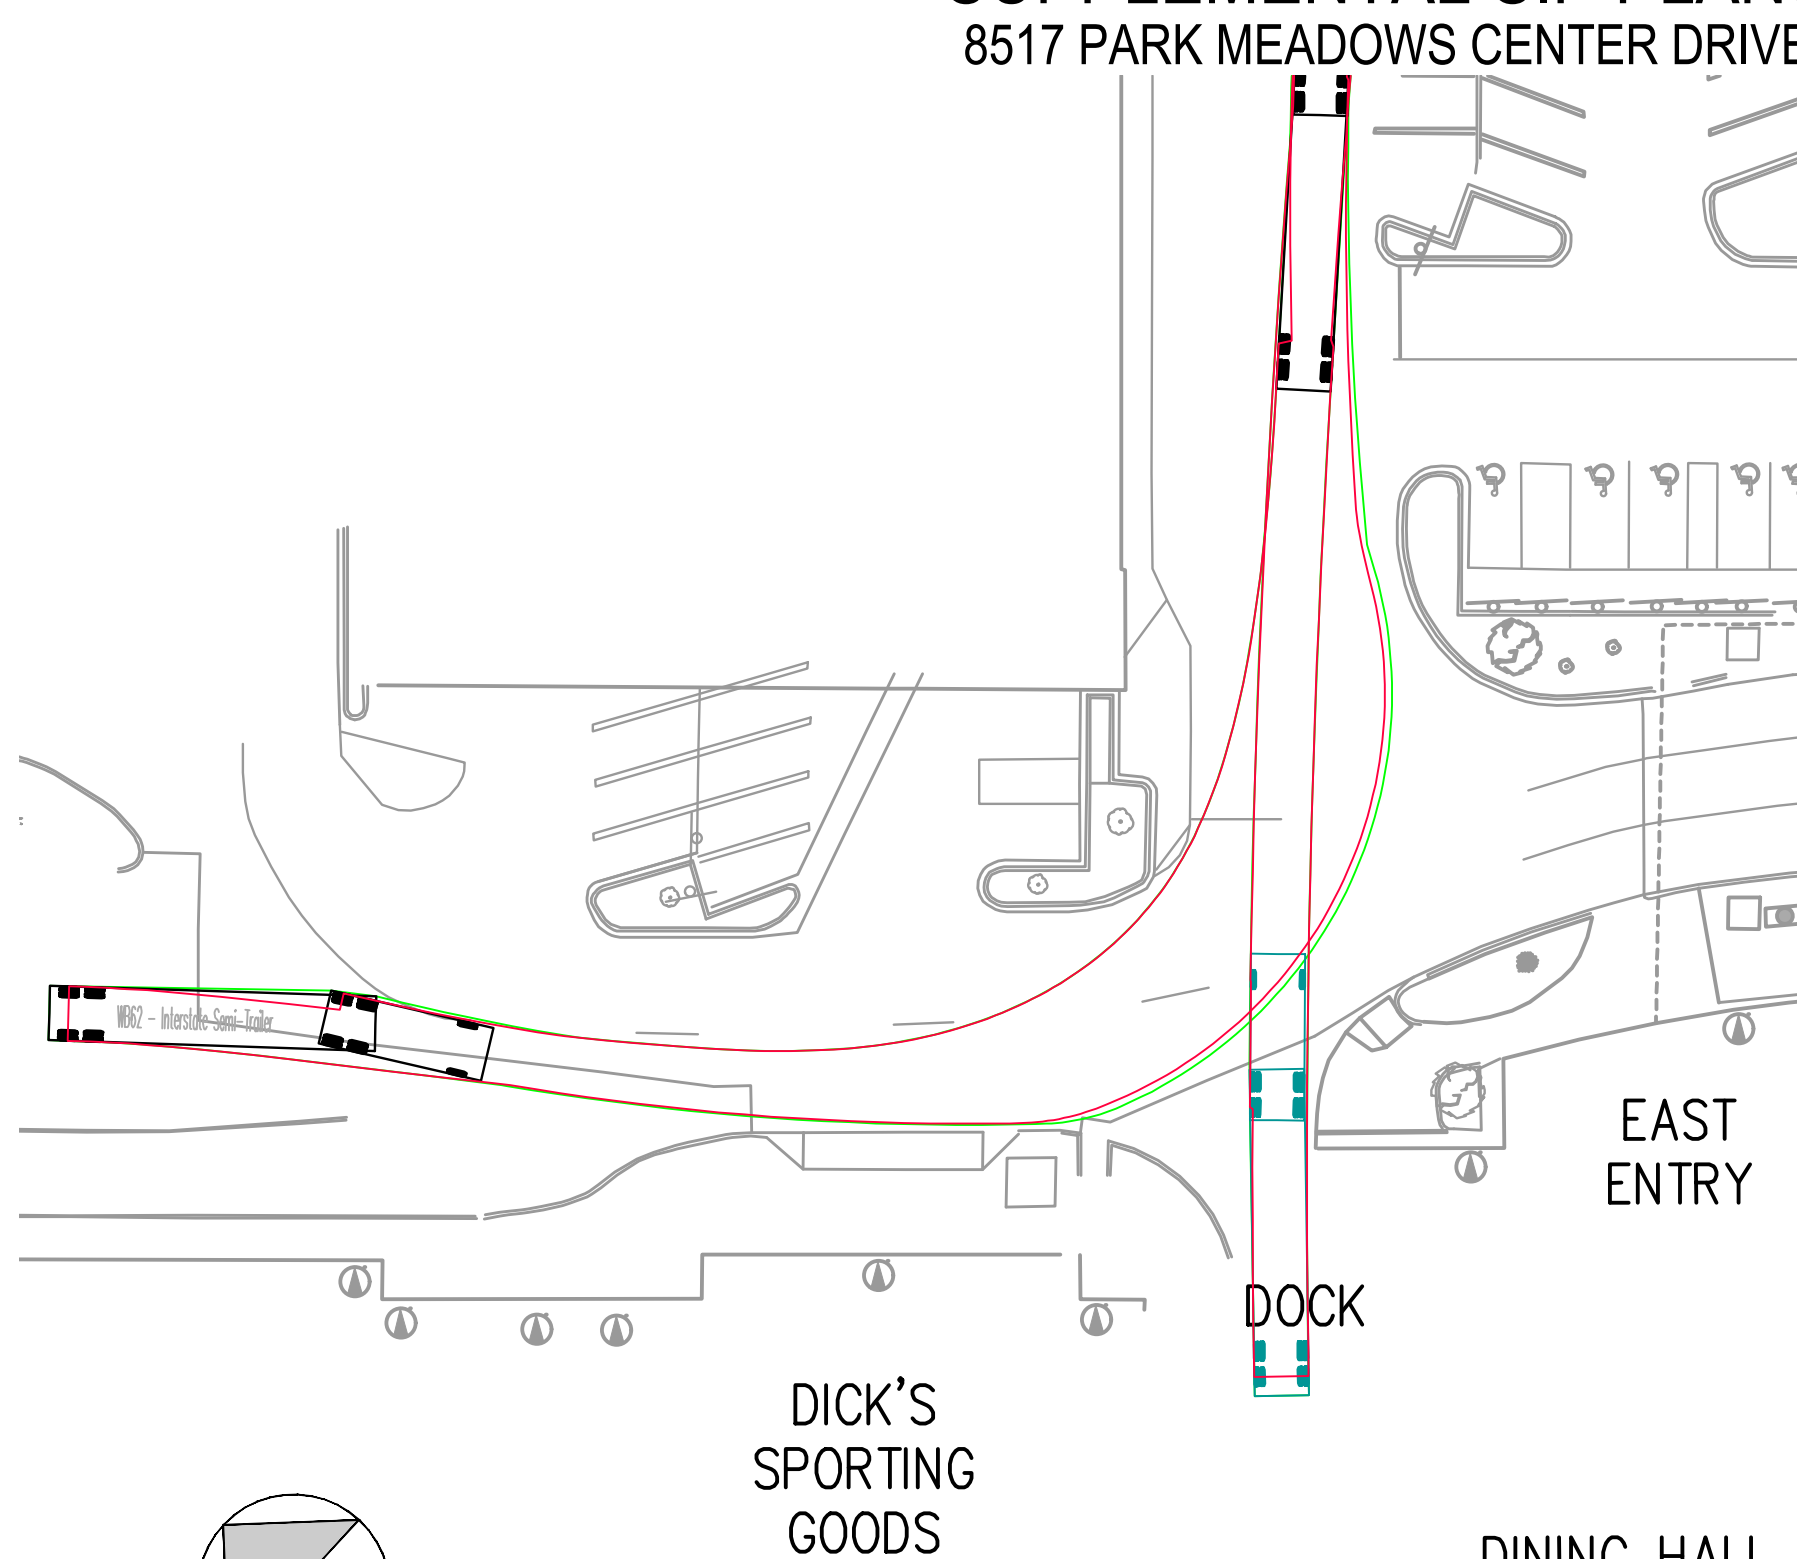 8517 PARK MEADOWS CENTER DRIVE
WB62 - Interstate Semi-Trailer
EAST
ENTRY
DOCK
DICK'S
SPORTING
GOODS
DINING HALL